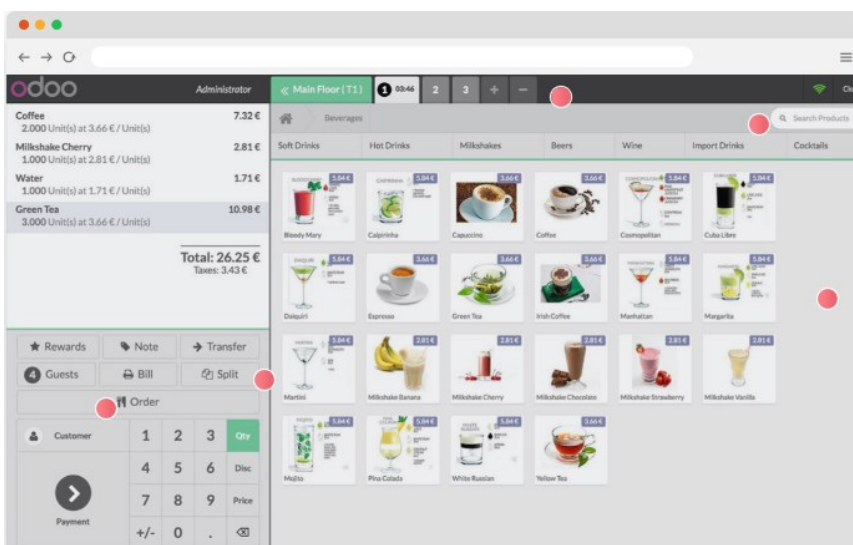 odoo
Administrator
Main Floor (T1)
1 03:46
2
3
+
−
Coffee 7.32 €
2.000 Unit(s) at 3.66 € / Unit(s)
Milkshake Cherry 2.81 €
1.000 Unit(s) at 2.81 € / Unit(s)
Water 1.71 €
1.000 Unit(s) at 1.71 € / Unit(s)
Green Tea 10.98 €
3.000 Unit(s) at 3.66 € / Unit(s)
Total: 26.25 €
Taxes: 3.43 €
Rewards
Note
Transfer
4 Guests
Bill
Split
Order
Customer
1 2 3 Qty
4 5 6 Disc
7 8 9 Price
+/- 0 .
Payment
Beverages
Search Products
Soft Drinks
Hot Drinks
Milkshakes
Beers
Wine
Import Drinks
Cocktails
5.84 €
5.84 €
3.66 €
3.66 €
5.84 €
5.84 €
Bloody Mary
Caipirinha
Capuccino
Coffee
Cosmopolitan
Cuba Libre
5.84 €
3.66 €
3.66 €
3.66 €
5.84 €
5.84 €
Daiquiri
Espresso
Green Tea
Irish Coffee
Manhattan
Margarita
5.84 €
2.81 €
2.81 €
2.81 €
2.81 €
2.81 €
Martini
Milkshake Banana
Milkshake Cherry
Milkshake Chocolate
Milkshake Strawberry
Milkshake Vanilla
5.84 €
5.84 €
5.84 €
3.66 €
Mojito
Pina Colada
White Russian
Yellow Tea